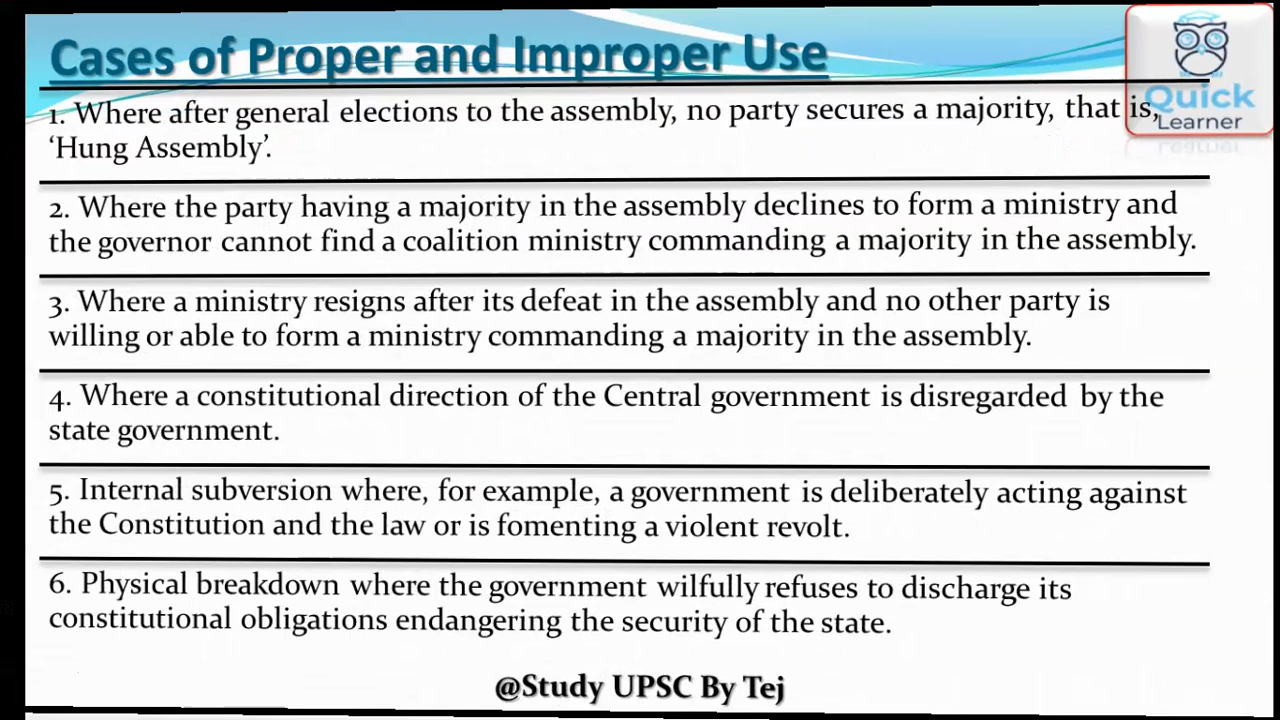 Cases of Proper and Improper Use
Quick
Learner
1. Where after general elections to the assembly, no party secures a majority, that is,
‘Hung Assembly’.
2. Where the party having a majority in the assembly declines to form a ministry and
the governor cannot find a coalition ministry commanding a majority in the assembly.
3. Where a ministry resigns after its defeat in the assembly and no other party is
willing or able to form a ministry commanding a majority in the assembly.
4. Where a constitutional direction of the Central government is disregarded by the
state government.
5. Internal subversion where, for example, a government is deliberately acting against
the Constitution and the law or is fomenting a violent revolt.
6. Physical breakdown where the government wilfully refuses to discharge its
constitutional obligations endangering the security of the state.
@Study UPSC By Tej